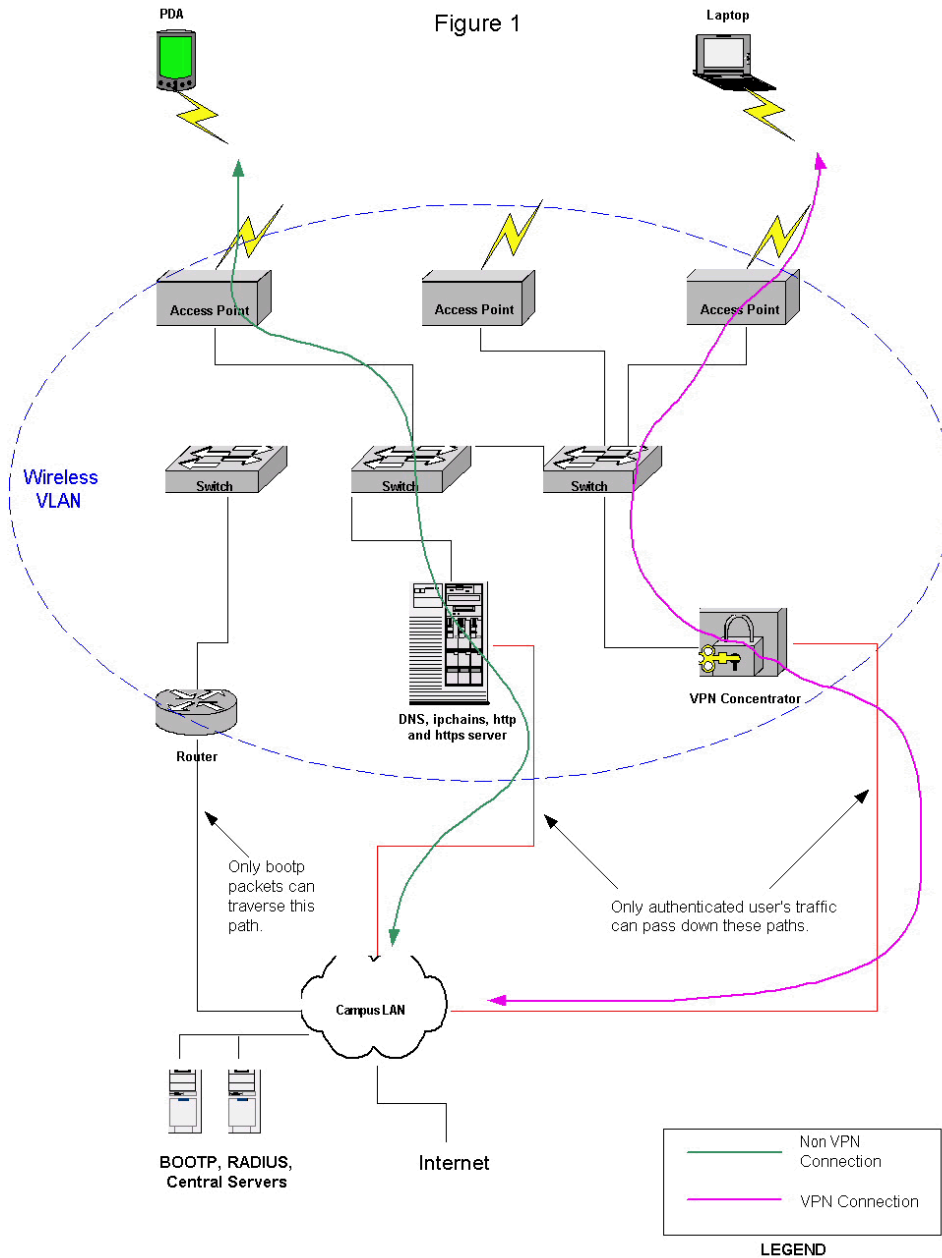 PDA
Figure 1
Laptop
Access Point
Access Point
Access Point
Wireless
VLAN
Switch
Switch
Switch
VPN Concentrator
DNS, ipchains, http
and https server
Router
Only bootp
packets can
traverse this
path.
Only authenticated user's traffic
can pass down these paths.
Campus LAN
BOOTP, RADIUS,
Central Servers
Internet
Non VPN
Connection
VPN Connection
LEGEND